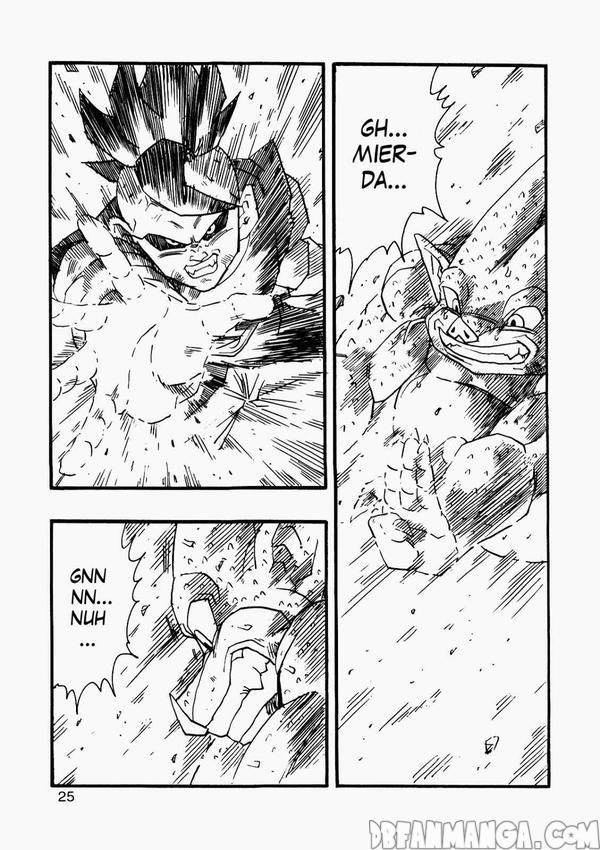 GH...
MIER-
DA...
GNN
NN...
NUH
...
25
DBFANMANGA.COM